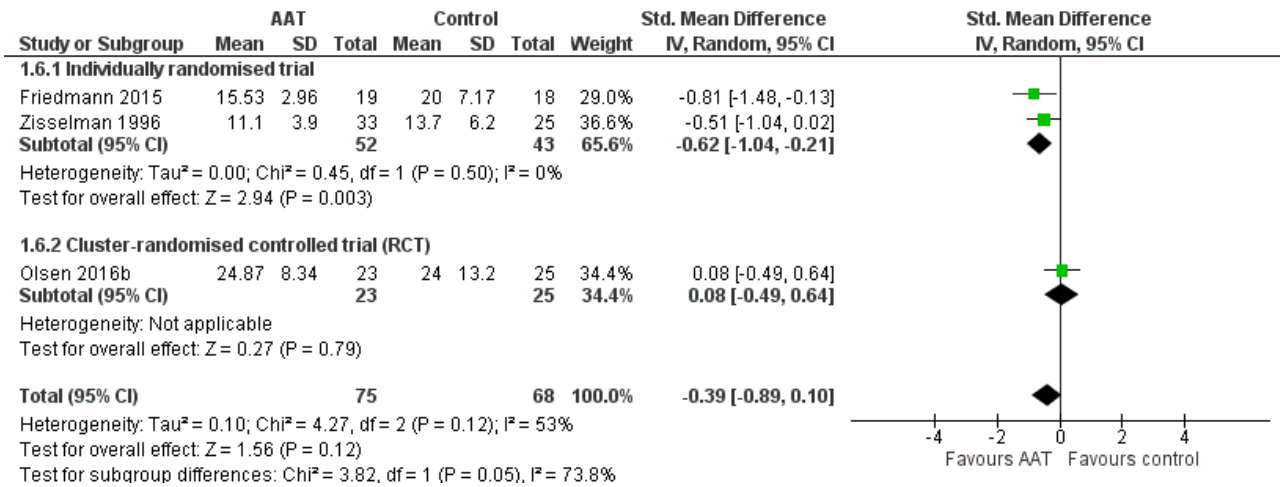 AAT Control Std. Mean Difference Std. Mean Difference
Study or Subgroup Mean SD Total Mean SD Total Weight IV, Random, 95% CI IV, Random, 95% CI
1.6.1 Individually randomised trial
Friedmann 2015 15.53 2.96 19 20 7.17 18 29.0% -0.81 [-1.48, -0.13]
Zisselman 1996 11.1 3.9 33 13.7 6.2 25 36.6% -0.51 [-1.04, 0.02]
Subtotal (95% CI) 52 43 65.6% -0.62 [-1.04, -0.21]
Heterogeneity: Tau² = 0.00; Chi² = 0.45, df = 1 (P = 0.50); I² = 0%
Test for overall effect: Z = 2.94 (P = 0.003)
1.6.2 Cluster-randomised controlled trial (RCT)
Olsen 2016b 24.87 8.34 23 24 13.2 25 34.4% 0.08 [-0.49, 0.64]
Subtotal (95% CI) 23 25 34.4% 0.08 [-0.49, 0.64]
Heterogeneity: Not applicable
Test for overall effect: Z = 0.27 (P = 0.79)
Total (95% CI) 75 68 100.0% -0.39 [-0.89, 0.10]
Heterogeneity: Tau² = 0.10; Chi² = 4.27, df = 2 (P = 0.12); I² = 53%
Test for overall effect: Z = 1.56 (P = 0.12)
Test for subgroup differences: Chi² = 3.82, df = 1 (P = 0.05), I² = 73.8%
-4 -2 0 2 4
Favours AAT Favours control